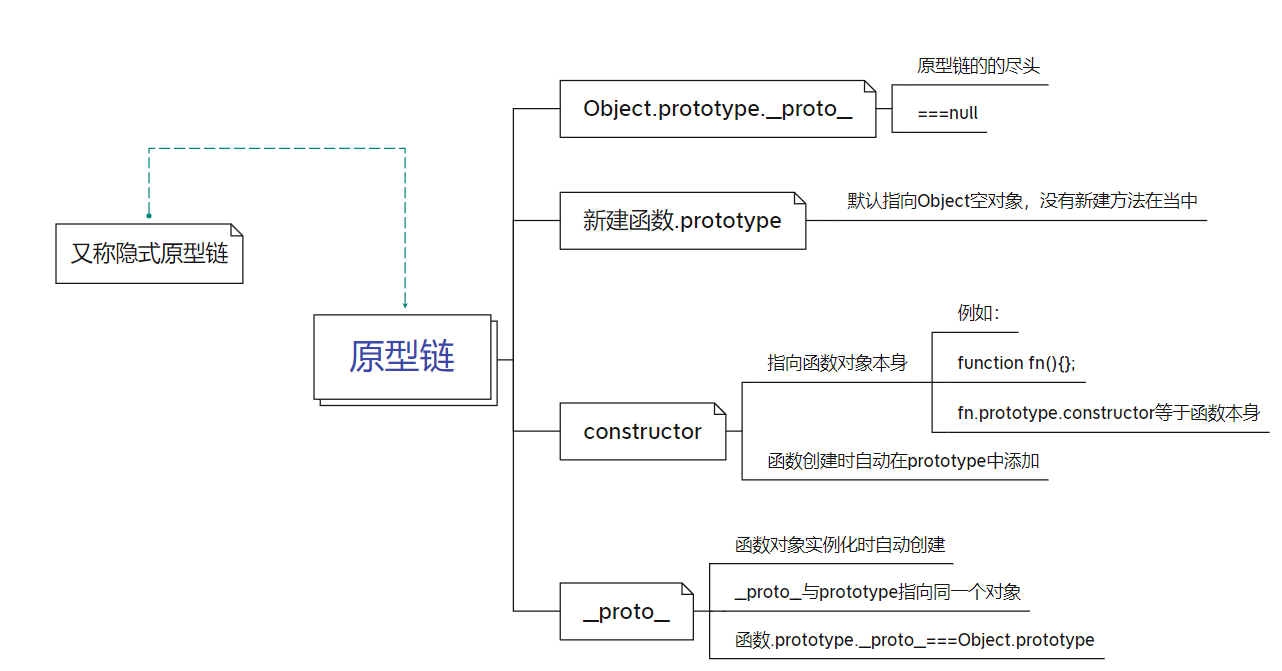 又称隐式原型链
原型链
Object.prototype.__proto__
原型链的的尽头
===null
新建函数.prototype
默认指向Object空对象，没有新建方法在当中
constructor
指向函数对象本身
例如：
function fn(){};
fn.prototype.constructor等于函数本身
函数创建时自动在prototype中添加
__proto__
函数对象实例化时自动创建
__proto__与prototype指向同一个对象
函数.prototype.__proto__===Object.prototype